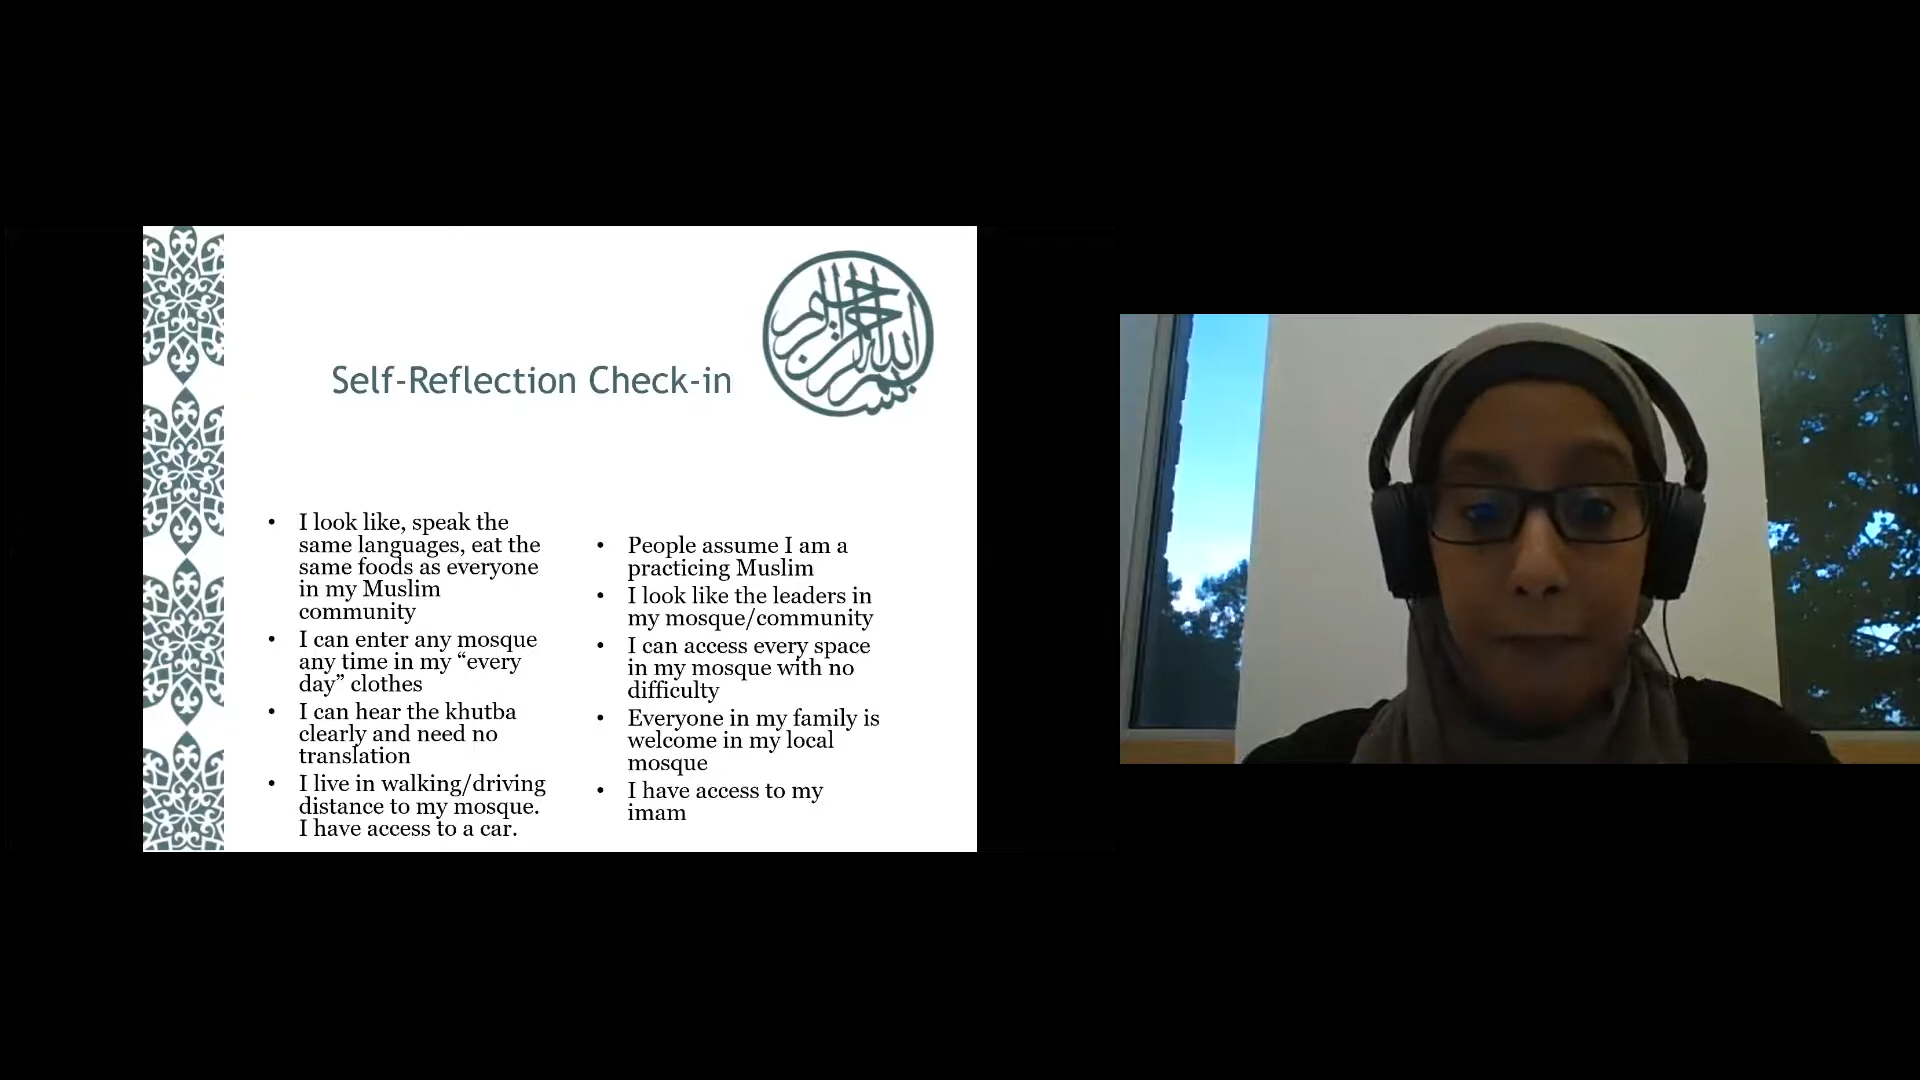 بسم الله الرحمن الرحيم
Self-Reflection Check-in
• I look like, speak the
same languages, eat the
same foods as everyone
in my Muslim
community
• I can enter any mosque
any time in my “every
day” clothes
• I can hear the khutba
clearly and need no
translation
• I live in walking/driving
distance to my mosque.
I have access to a car.
• People assume I am a
practicing Muslim
• I look like the leaders in
my mosque/community
• I can access every space
in my mosque with no
difficulty
• Everyone in my family is
welcome in my local
mosque
• I have access to my
imam